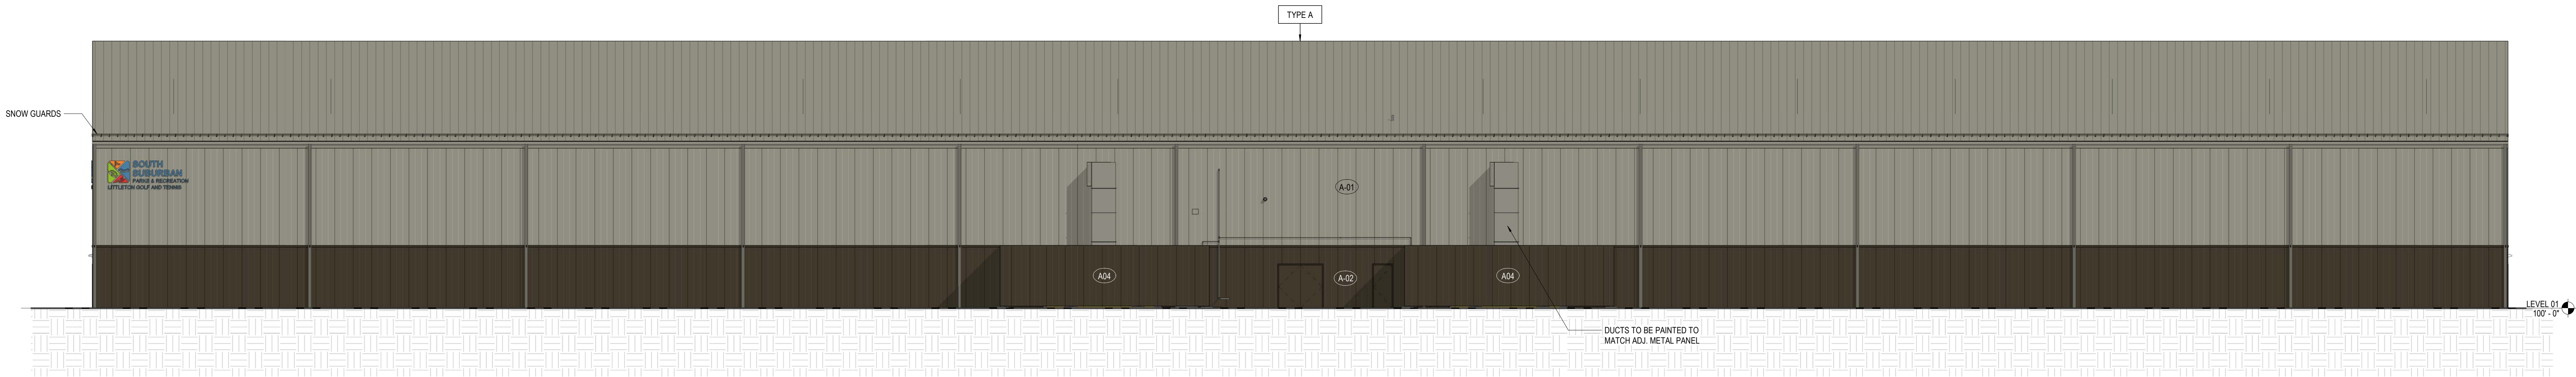 TYPE A
SNOW GUARDS
SOUTH
SUBURBAN
PARKS & RECREATION
LITTLETON GOLF AND TENNIS
A-01
A04
A-02
A04
LEVEL 01
100' - 0"
DUCTS TO BE PAINTED TO
MATCH ADJ. METAL PANEL